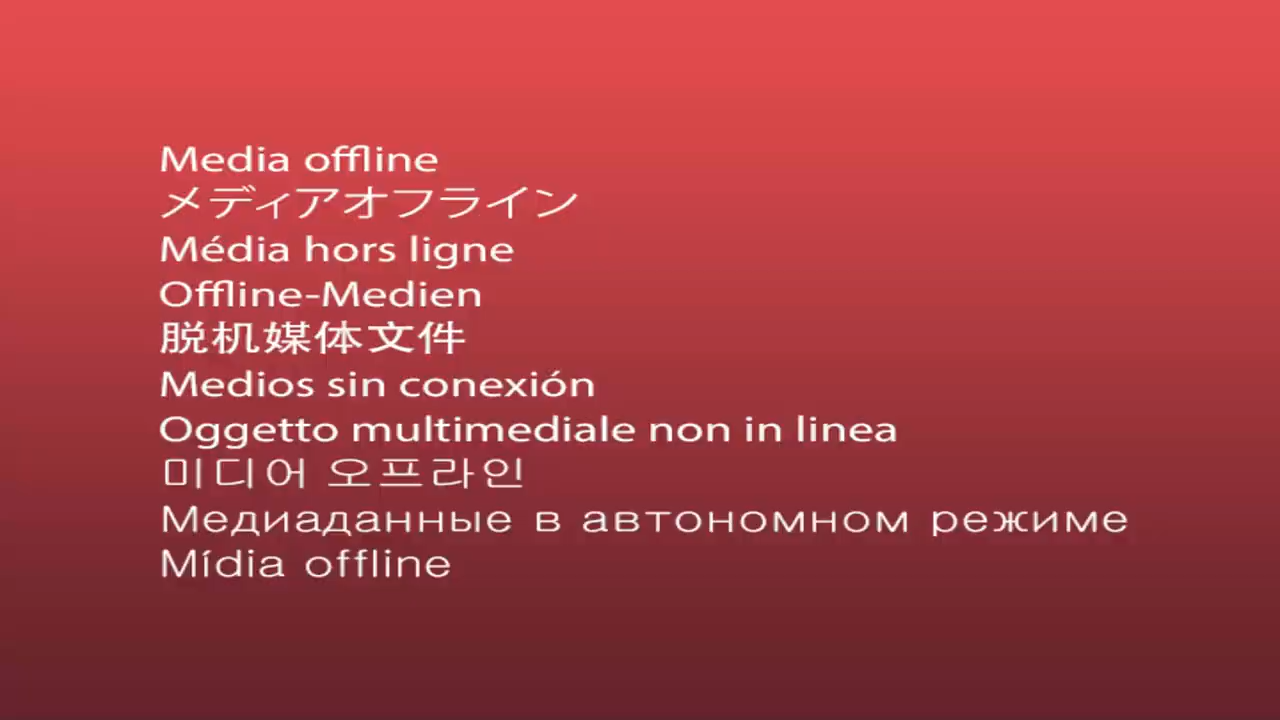 Media offline
メディアオフライン
Média hors ligne
Offline-Medien
脱机媒体文件
Medios sin conexión
Oggetto multimediale non in linea
미디어 오프라인
Медиаданные в автономном режиме
Mídia offline